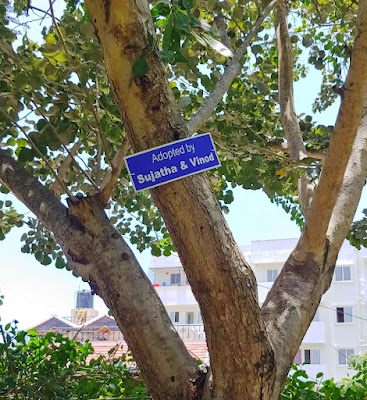 Adopted by
Sujatha & Vinod